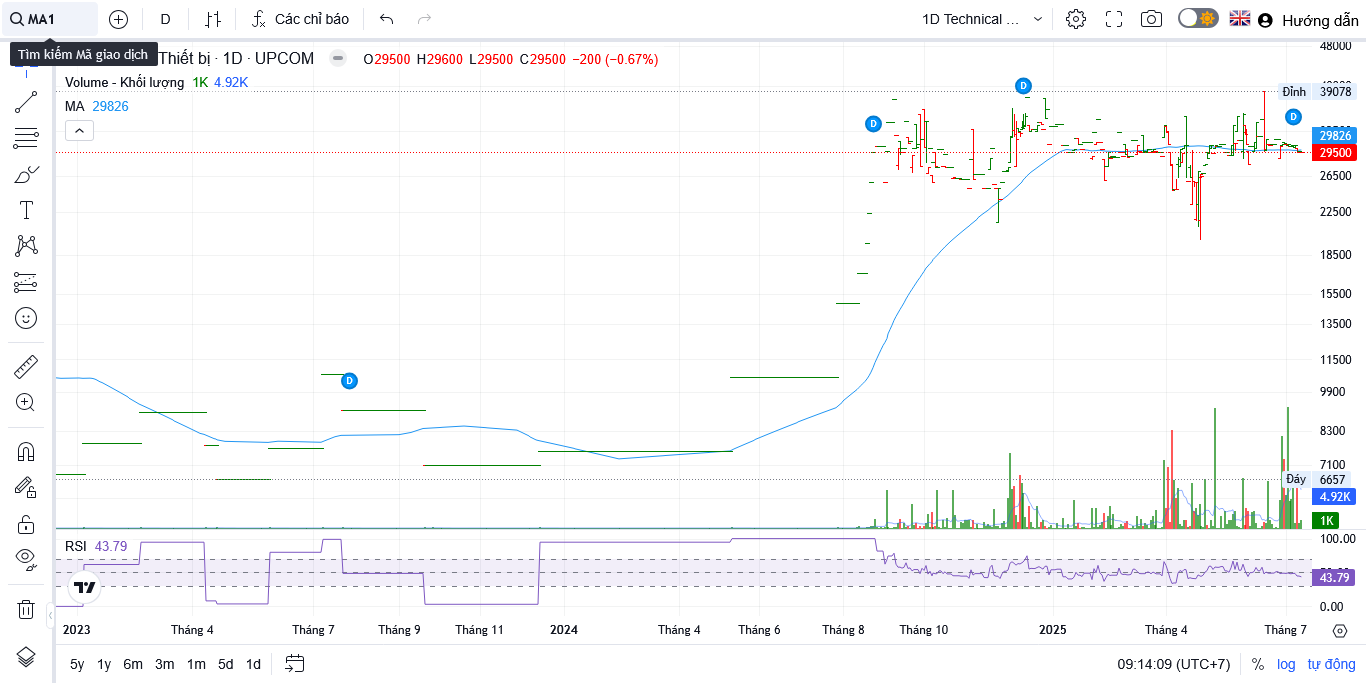 MA1
D
Các chỉ báo
1D Technical ...
Hướng dẫn
Tìm kiếm Mã giao dịch
Thiết bị · 1D · UPCOM
O29500 H29600 L29500 C29500 −200 (−0.67%)
Volume - Khối lượng 1K 4.92K
MA 29826
48000
Đỉnh 39078
D
D
D
29826
29500
26500
22500
18500
15500
13500
11500
D
9900
8300
7100
Đáy 6657
4.92K
1K
RSI 43.79
100.00
43.79
0.00
2023
Tháng 4
Tháng 7
Tháng 9
Tháng 11
2024
Tháng 4
Tháng 6
Tháng 8
Tháng 10
2025
Tháng 4
Tháng 7
5y 1y 6m 3m 1m 5d 1d
09:14:09 (UTC+7)
%
log
tự động